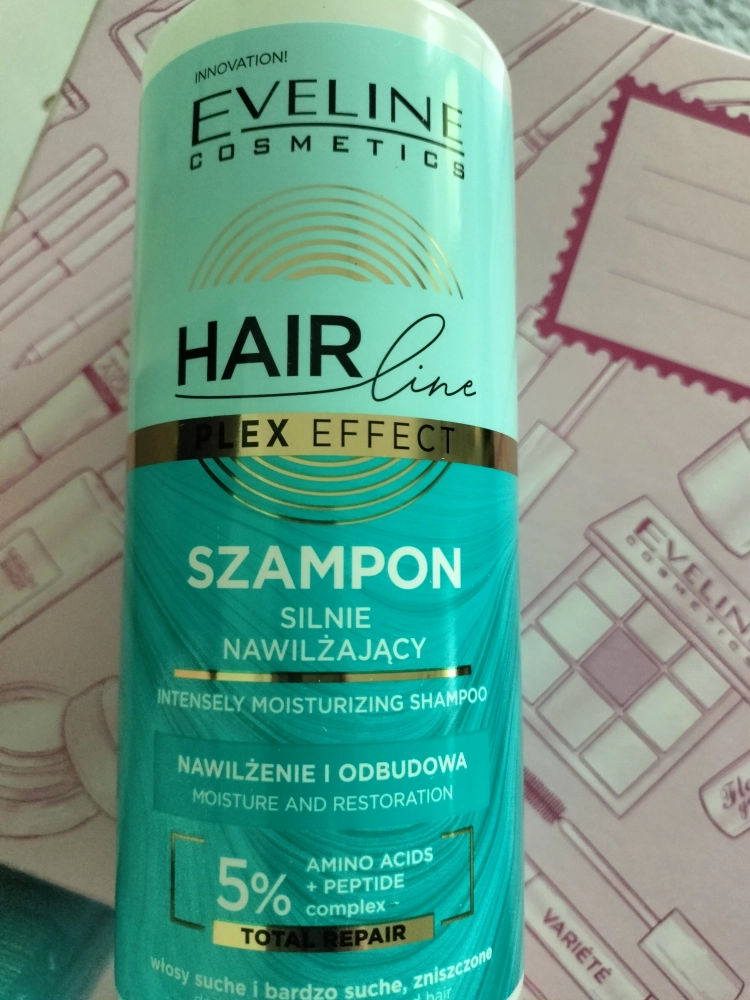 INNOVATION!
EVELINE
COSMETICS
HAIR line
PLEX EFFECT
SZAMPON
SILNIE
NAWILŻAJĄCY
INTENSELY MOISTURIZING SHAMPOO
NAWILŻENIE I ODBUDOWA
MOISTURE AND RESTORATION
5%
AMINO ACIDS
+ PEPTIDE
complex
TOTAL REPAIR
włosy suche i bardzo suche, zniszczone
hair
EVELINE
COSMETICS
VARIÉTÉ